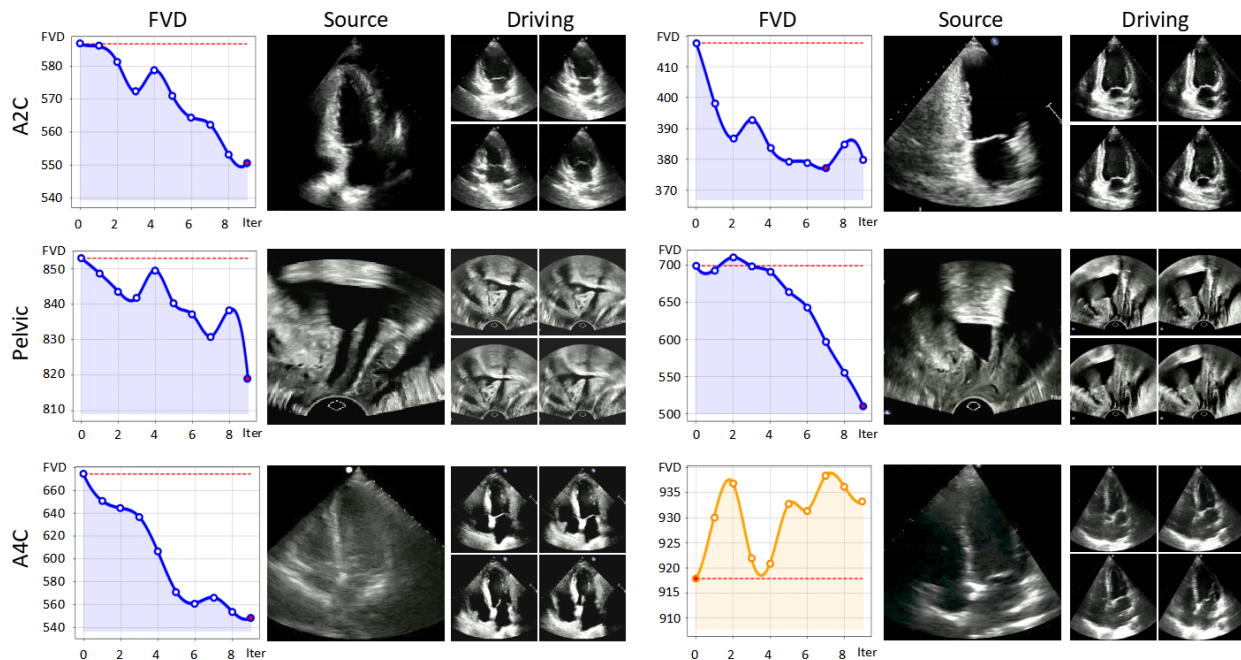 FVD Source Driving FVD Source Driving
A2C
FVD
580
570
560
550
540
0 2 4 6 8 Iter
FVD
410
400
390
380
370
0 2 4 6 8 Iter
Pelvic
FVD
850
840
830
820
810
0 2 4 6 8 Iter
FVD
700
650
600
550
500
0 2 4 6 8 Iter
A4C
FVD
660
640
620
600
580
560
540
0 2 4 6 8 Iter
FVD
935
930
925
920
915
910
0 2 4 6 8 Iter